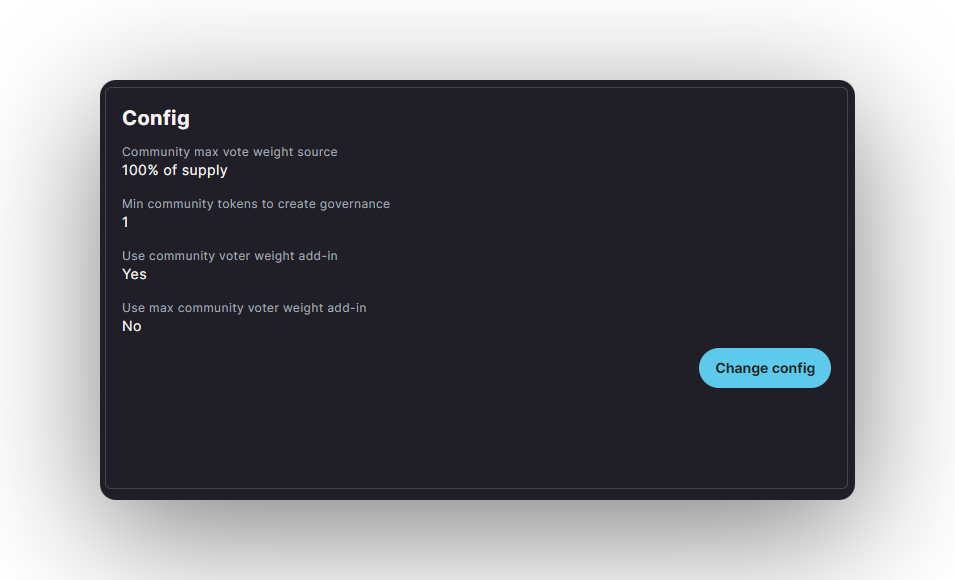 Config
Community max vote weight source
100% of supply
Min community tokens to create governance
1
Use community voter weight add-in
Yes
Use max community voter weight add-in
No
Change config